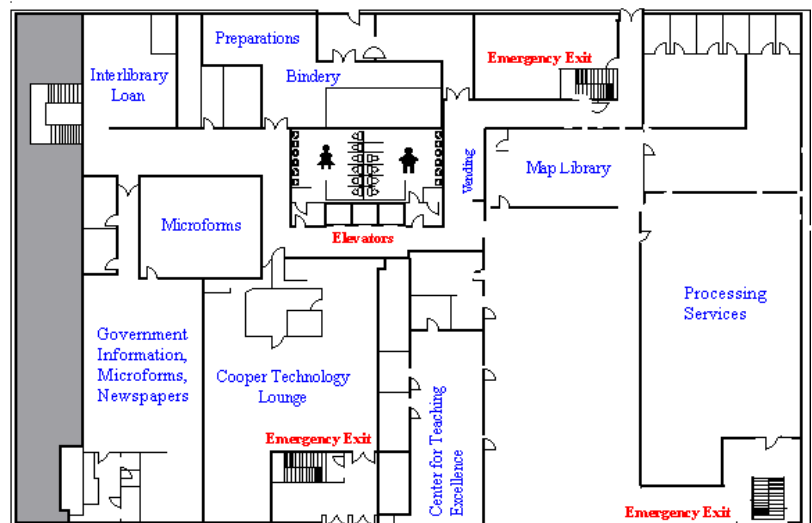 Preparations
Emergency Exit
Interlibrary
Loan
Bindery
Vending
Map Library
Microforms
Elevators
Processing
Services
Government
Information,
Microforms,
Newspapers
Cooper Technology
Lounge
Emergency Exit
Center for Teaching
Excellence
Emergency Exit